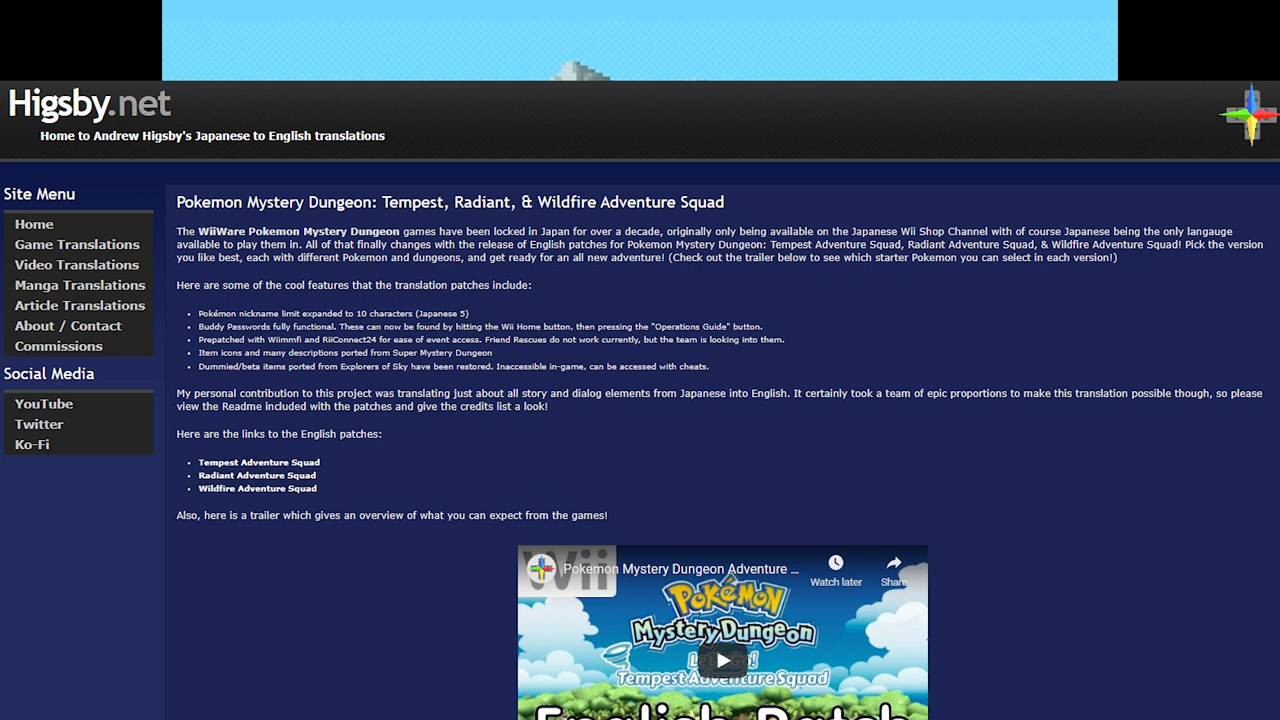 Higsby.net
Home to Andrew Higsby's Japanese to English translations
Site Menu
Home
Game Translations
Video Translations
Manga Translations
Article Translations
About / Contact
Commissions
Social Media
YouTube
Twitter
Ko-Fi
Pokemon Mystery Dungeon: Tempest, Radiant, & Wildfire Adventure Squad
The WiiWare Pokemon Mystery Dungeon games have been locked in Japan for over a decade, originally only being available on the Japanese Wii Shop Channel with of course Japanese being the only langauge
available to play them in. All of that finally changes with the release of English patches for Pokemon Mystery Dungeon: Tempest Adventure Squad, Radiant Adventure Squad, & Wildfire Adventure Squad! Pick the version
you like best, each with different Pokemon and dungeons, and get ready for an all new adventure! (Check out the trailer below to see which starter Pokemon you can select in each version!)
Here are some of the cool features that the translation patches include:
• Pokémon nickname limit expanded to 10 characters (Japanese 5)
• Buddy Passwords fully functional. These can now be found by hitting the Wii Home button, then pressing the "Operations Guide" button.
• Prepatched with Wiimmfi and RiiConnect24 for ease of event access. Friend Rescues do not work currently, but the team is looking into them.
• Item icons and many descriptions ported from Super Mystery Dungeon
• Dummied/beta items ported from Explorers of Sky have been restored. Inaccessible in-game, can be accessed with cheats.
My personal contribution to this project was translating just about all story and dialog elements from Japanese into English. It certainly took a team of epic proportions to make this translation possible though, so please
view the Readme included with the patches and give the credits list a look!
Here are the links to the English patches:
• Tempest Adventure Squad
• Radiant Adventure Squad
• Wildfire Adventure Squad
Also, here is a trailer which gives an overview of what you can expect from the games!
Wii
Pokemon Mystery Dungeon Adventure ...
Watch later
Share
POKéMON
Mystery Dungeon
Let's Go!
Tempest Adventure Squad
English Patch